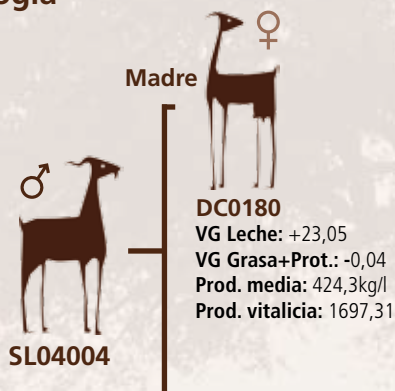 Madre
♀
♂
DC0180
VG Leche: +23,05
VG Grasa+Prot.: -0,04
Prod. media: 424,3kg/l
Prod. vitalicia: 1697,31
SL04004